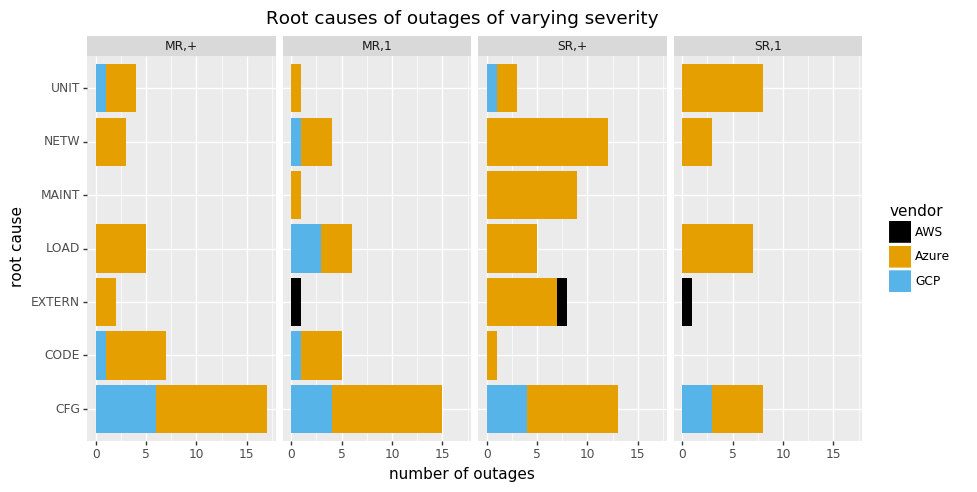 Root causes of outages of varying severity
MR,+ MR,1 SR,+ SR,1
UNIT
NETW
MAINT
LOAD
EXTERN
CODE
CFG
root cause
0 5 10 15 0 5 10 15 0 5 10 15 0 5 10 15
number of outages
vendor
AWS
Azure
GCP